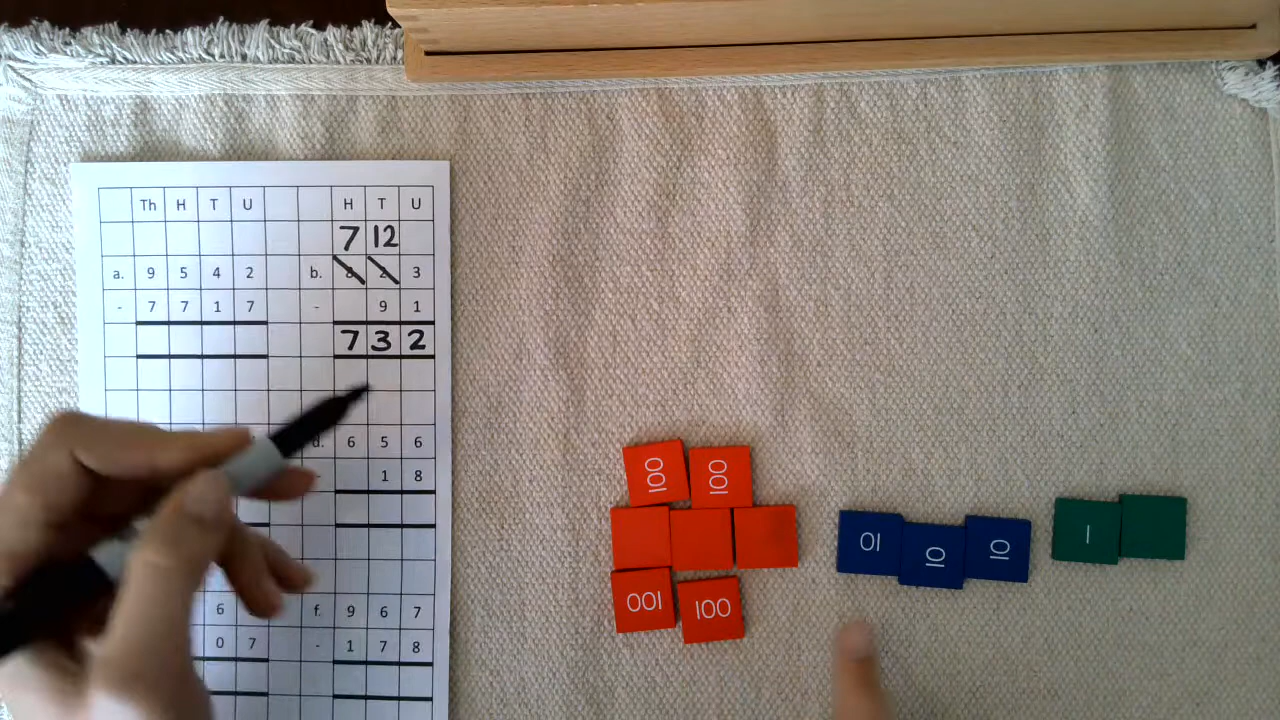 Th H T U H T U
7 12
a. 9 5 4 2 b. 8 2 3
- 7 7 1 7 - 9 1
7 3 2
d. 6 5 6
1 8
6 f. 9 6 7
0 7 - 1 7 8
100 100
100 100
10 10 10
1